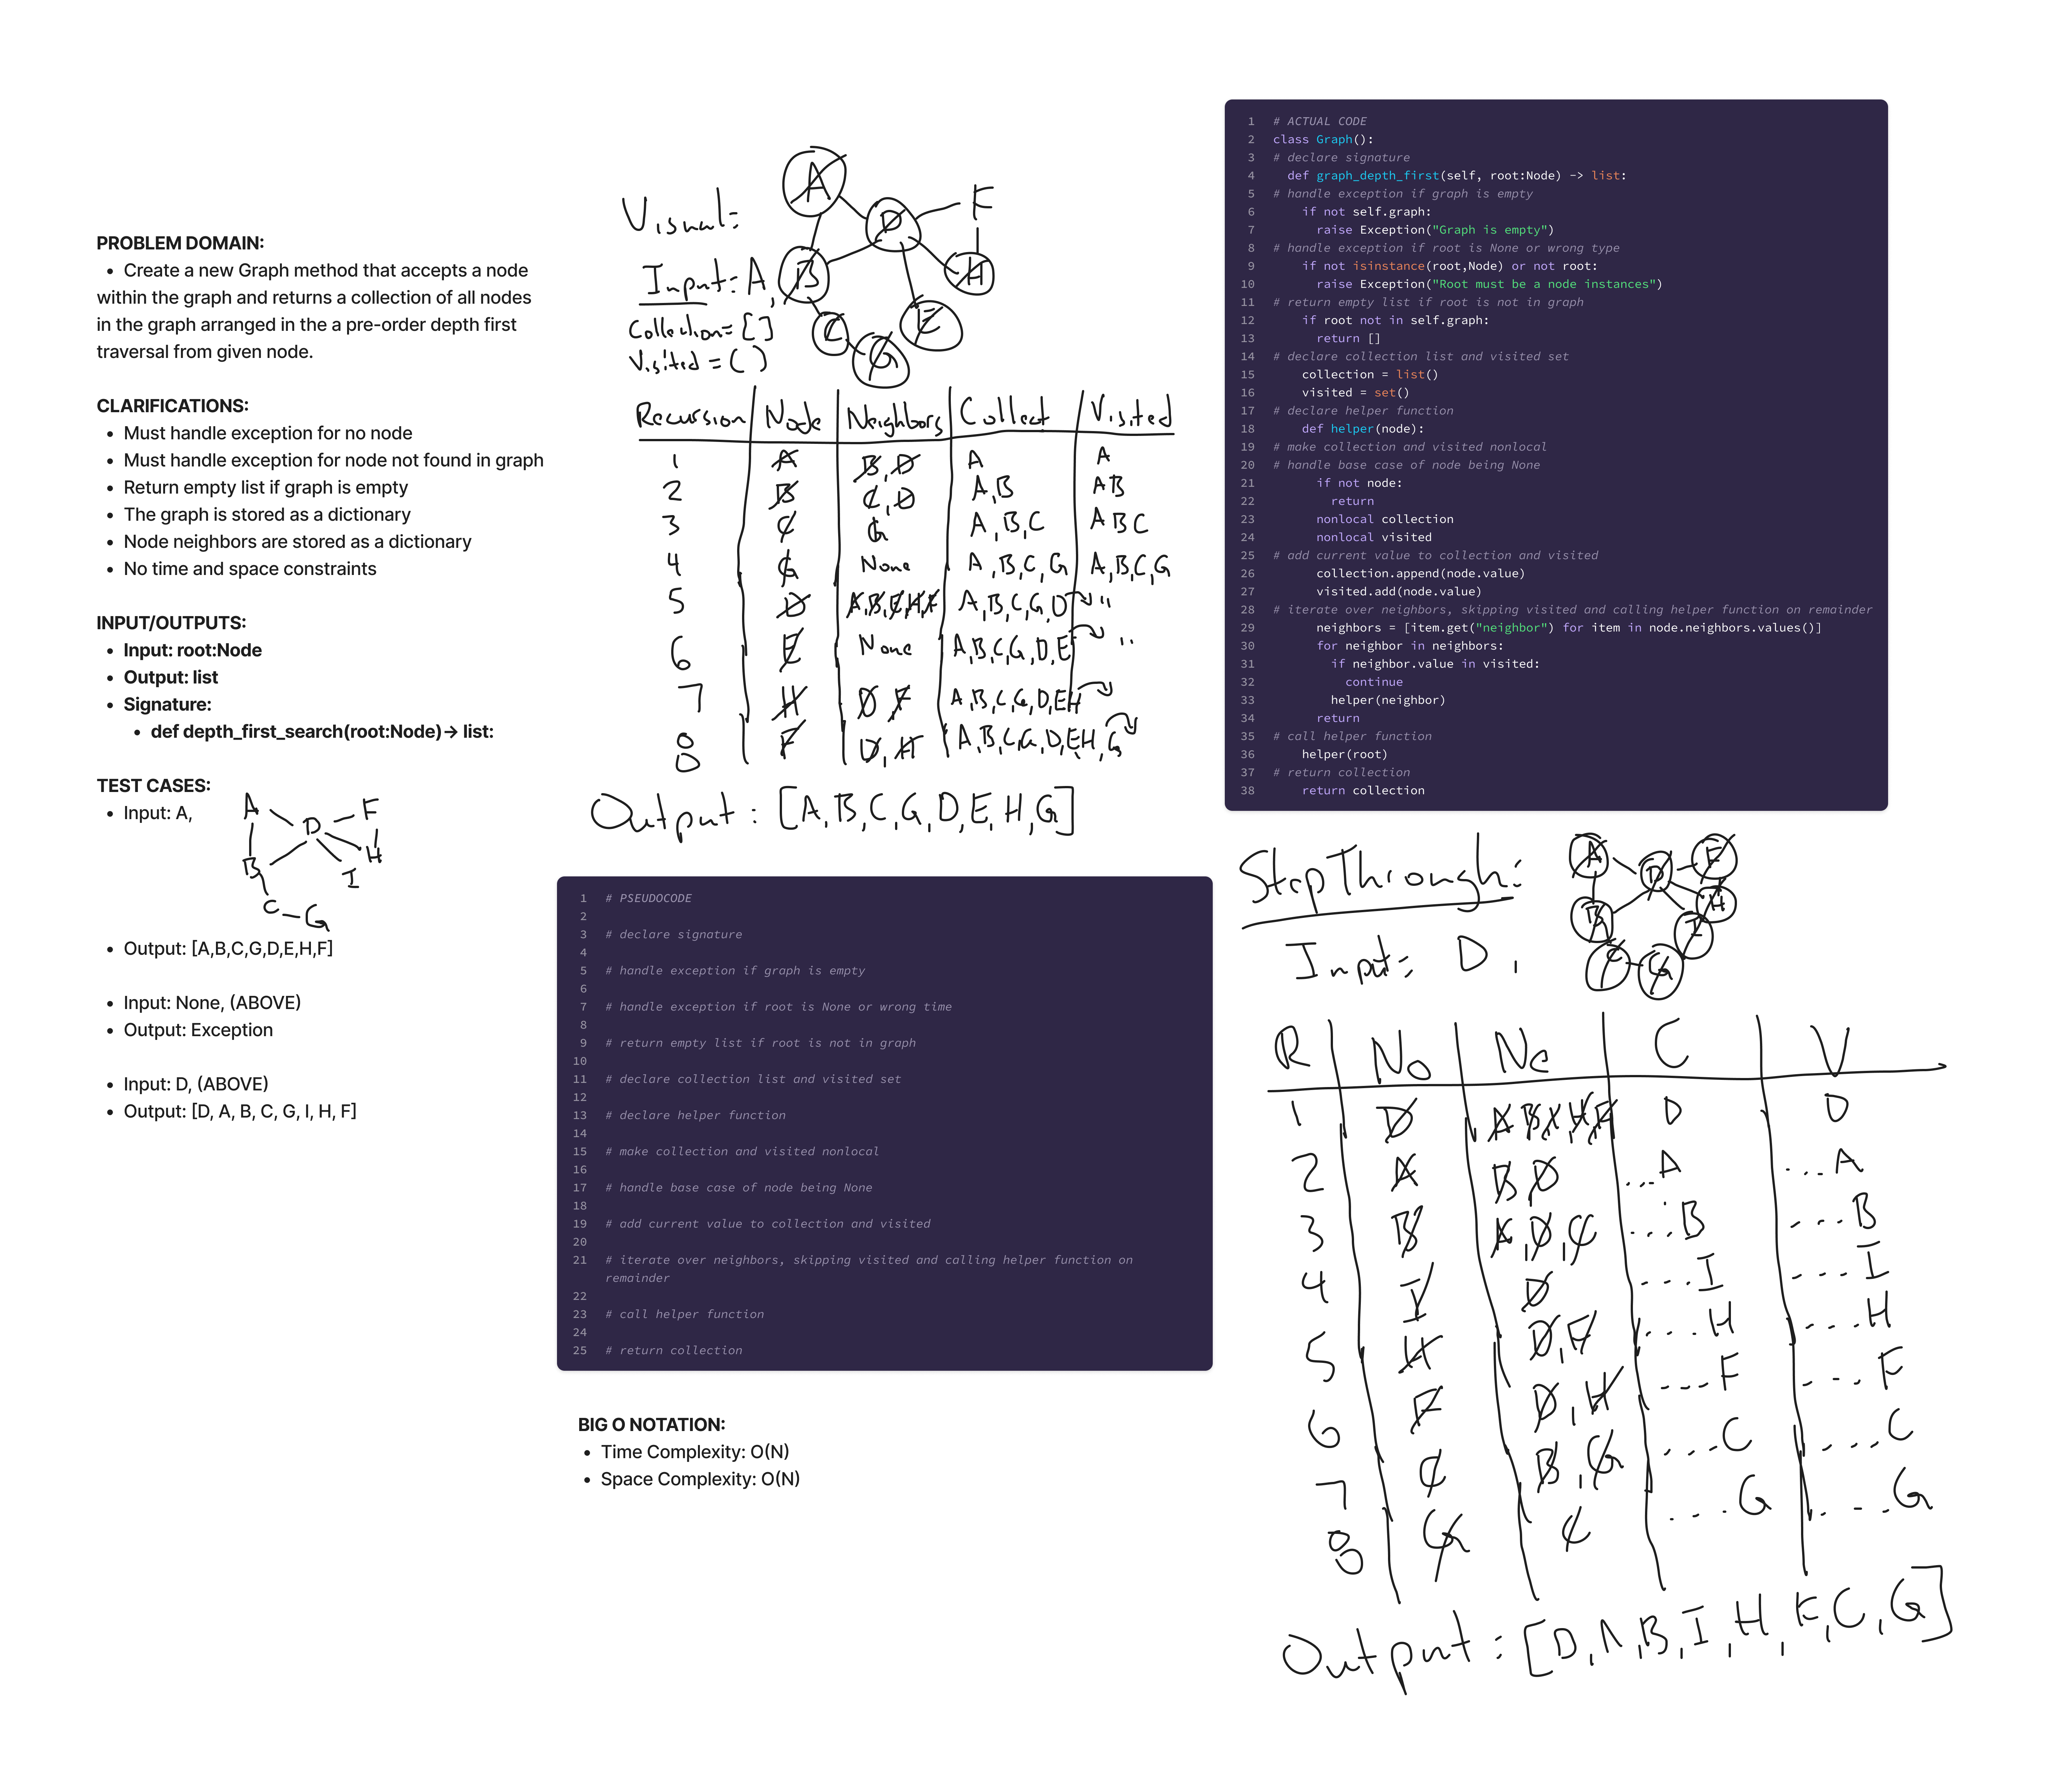 PROBLEM DOMAIN:
• Create a new Graph method that accepts a node
within the graph and returns a collection of all nodes
in the graph arranged in the a pre-order depth first
traversal from given node.
CLARIFICATIONS:
• Must handle exception for no node
• Must handle exception for node not found in graph
• Return empty list if graph is empty
• The graph is stored as a dictionary
• Node neighbors are stored as a dictionary
• No time and space constraints
INPUT/OUTPUTS:
• Input: root:Node
• Output: list
• Signature:
• def depth_first_search(root:Node)→ list:
TEST CASES:
• Input: A,
A
F
D
B
H
I
C
G
• Output: [A,B,C,G,D,E,H,F]
• Input: None, (ABOVE)
• Output: Exception
• Input: D, (ABOVE)
• Output: [D, A, B, C, G, I, H, F]
Visual:
A
D
F
Input: A,
B
H
Collection= []
C
E
Visited = ()
G
Recursion Node Neighbors Collect Visited
1 A B, D A A
2 B C, D A,B AB
3 C G A,B,C ABC
4 G None A,B,C,G A,B,C,G
5 D A,B,E,H,F A,B,C,G,D "
6 E None A,B,C,G,D,E "
7 H D F A,B,C,G,D,EH
8 F D, H A,B,C,G,D,E,H,G
Output: [A,B,C,G,D,E,H,G]
1 # PSEUDOCODE
2
3 # declare signature
4
5 # handle exception if graph is empty
6
7 # handle exception if root is None or wrong time
8
9 # return empty list if root is not in graph
10
11 # declare collection list and visited set
12
13 # declare helper function
14
15 # make collection and visited nonlocal
16
17 # handle base case of node being None
18
19 # add current value to collection and visited
20
21 # iterate over neighbors, skipping visited and calling helper function on
remainder
22
23 # call helper function
24
25 # return collection
BIG O NOTATION:
• Time Complexity: O(N)
• Space Complexity: O(N)
1 # ACTUAL CODE
2 class Graph():
3 # declare signature
4 def graph_depth_first(self, root:Node) -> list:
5 # handle exception if graph is empty
6 if not self.graph:
7 raise Exception("Graph is empty")
8 # handle exception if root is None or wrong type
9 if not isinstance(root,Node) or not root:
10 raise Exception("Root must be a node instances")
11 # return empty list if root is not in graph
12 if root not in self.graph:
13 return []
14 # declare collection list and visited set
15 collection = list()
16 visited = set()
17 # declare helper function
18 def helper(node):
19 # make collection and visited nonlocal
20 # handle base case of node being None
21 if not node:
22 return
23 nonlocal collection
24 nonlocal visited
25 # add current value to collection and visited
26 collection.append(node.value)
27 visited.add(node.value)
28 # iterate over neighbors, skipping visited and calling helper function on remainder
29 neighbors = [item.get("neighbor") for item in node.neighbors.values()]
30 for neighbor in neighbors:
31 if neighbor.value in visited:
32 continue
33 helper(neighbor)
34 return
35 # call helper function
36 helper(root)
37 # return collection
38 return collection
Step Through:
A
D
F
B
H
I
C
G
Input: D,
R No Ne C V
1 D A B I,H,F D D
2 A B D ...A ...A
3 B A,D,C ...B ....B
4 I D ...I ....I
5 H D,F ....H ....H
6 F D,H ....F ....F
7 C B,G ....C .....C
8 G C ....G .....G
Output: [D,A,B,I,H,F,C,G]